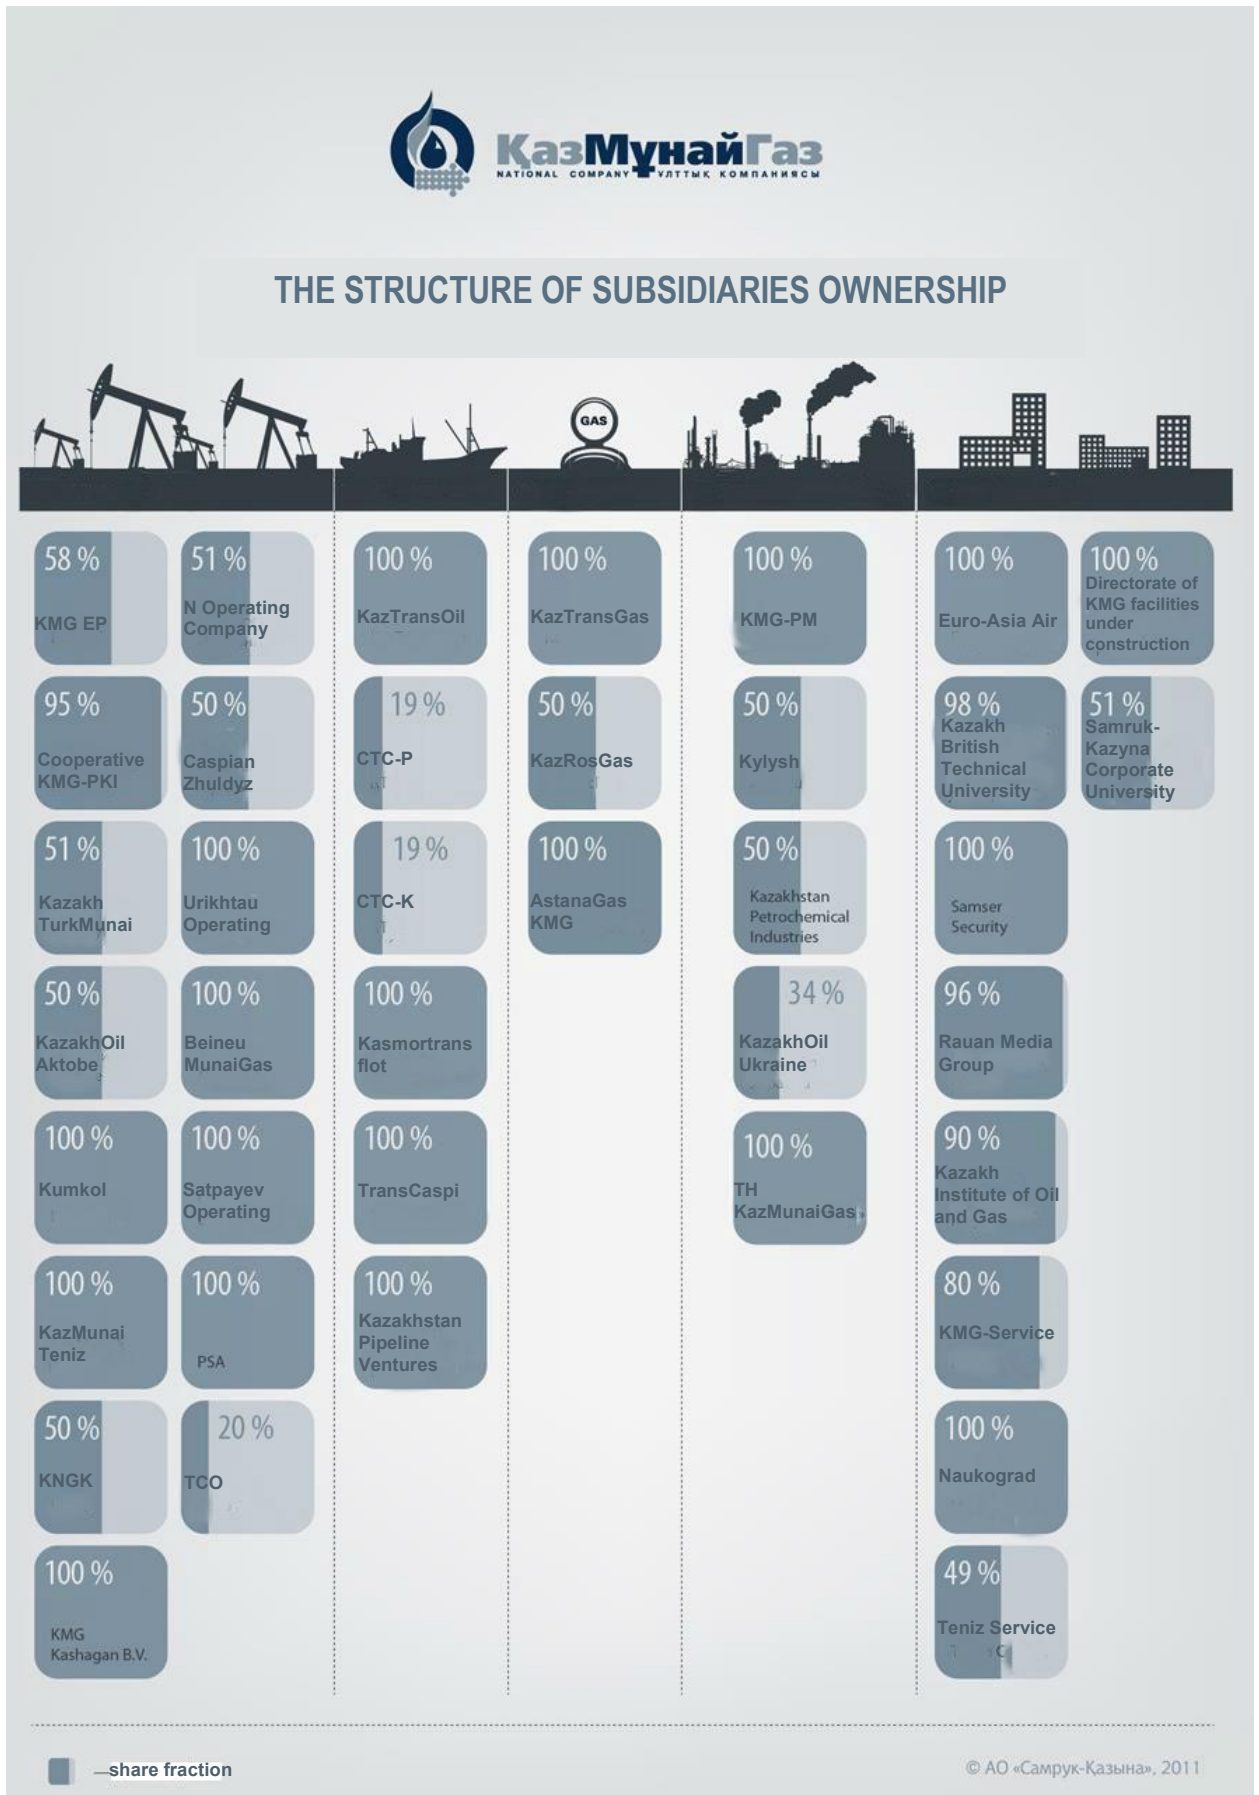 ҚазМұнайГаз
NATIONAL COMPANY ҰЛТТЫҚ КОМПАНИЯСЫ
THE STRUCTURE OF SUBSIDIARIES OWNERSHIP
GAS
58 %
KMG EP
95 %
Cooperative
KMG-PKI
51 %
Kazakh
TurkMunai
50 %
KazakhOil
Aktobe
100 %
Kumkol
100 %
KazMunai
Teniz
50 %
KNGK
100 %
KMG
Kashagan B.V.
51 %
N Operating
Company
50 %
Caspian
Zhuldyz
100 %
Urikhtau
Operating
100 %
Beineu
MunaiGas
100 %
Satpayev
Operating
100 %
PSA
20 %
TCO
100 %
KazTransOil
19 %
CTC-P
19 %
CTC-K
100 %
Kasmortrans
flot
100 %
TransCaspi
100 %
Kazakhstan
Pipeline
Ventures
100 %
KazTransGas
50 %
KazRosGas
100 %
AstanaGas
KMG
100 %
KMG-PM
50 %
Kylysh
50 %
Kazakhstan
Petrochemical
Industries
34 %
KazakhOil
Ukraine
100 %
TH
KazMunaiGas
100 %
Euro-Asia Air
98 %
Kazakh
British
Technical
University
100 %
Samser
Security
96 %
Rauan Media
Group
90 %
Kazakh
Institute of Oil
and Gas
80 %
KMG-Service
100 %
Naukograd
49 %
Teniz Service
100 %
Directorate of
KMG facilities
under
construction
51 %
Samruk-
Kazyna
Corporate
University
—share fraction
© АО «Самрук-Қазына», 2011